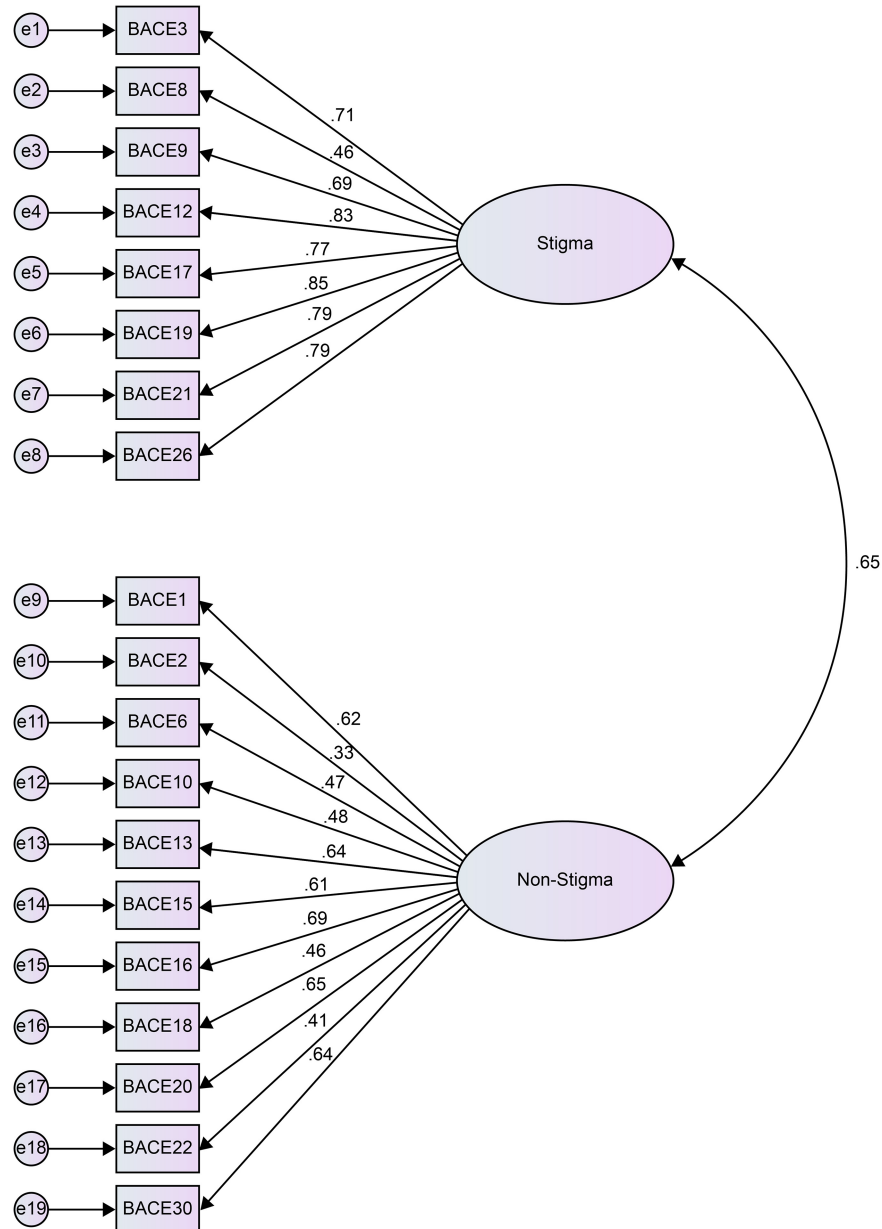 e1 BACE3
e2 BACE8
.71
e3 BACE9
.46
.69
e4 BACE12
.83
Stigma
.77
e5 BACE17
.85
e6 BACE19
.79
.79
e7 BACE21
e8 BACE26
.65
e9 BACE1
e10 BACE2
.62
e11 BACE6
.33
.47
e12 BACE10
.48
e13 BACE13
.64
Non-Stigma
.61
e14 BACE15
.69
e15 BACE16
.46
e16 BACE18
.65
.41
e17 BACE20
.64
e18 BACE22
e19 BACE30